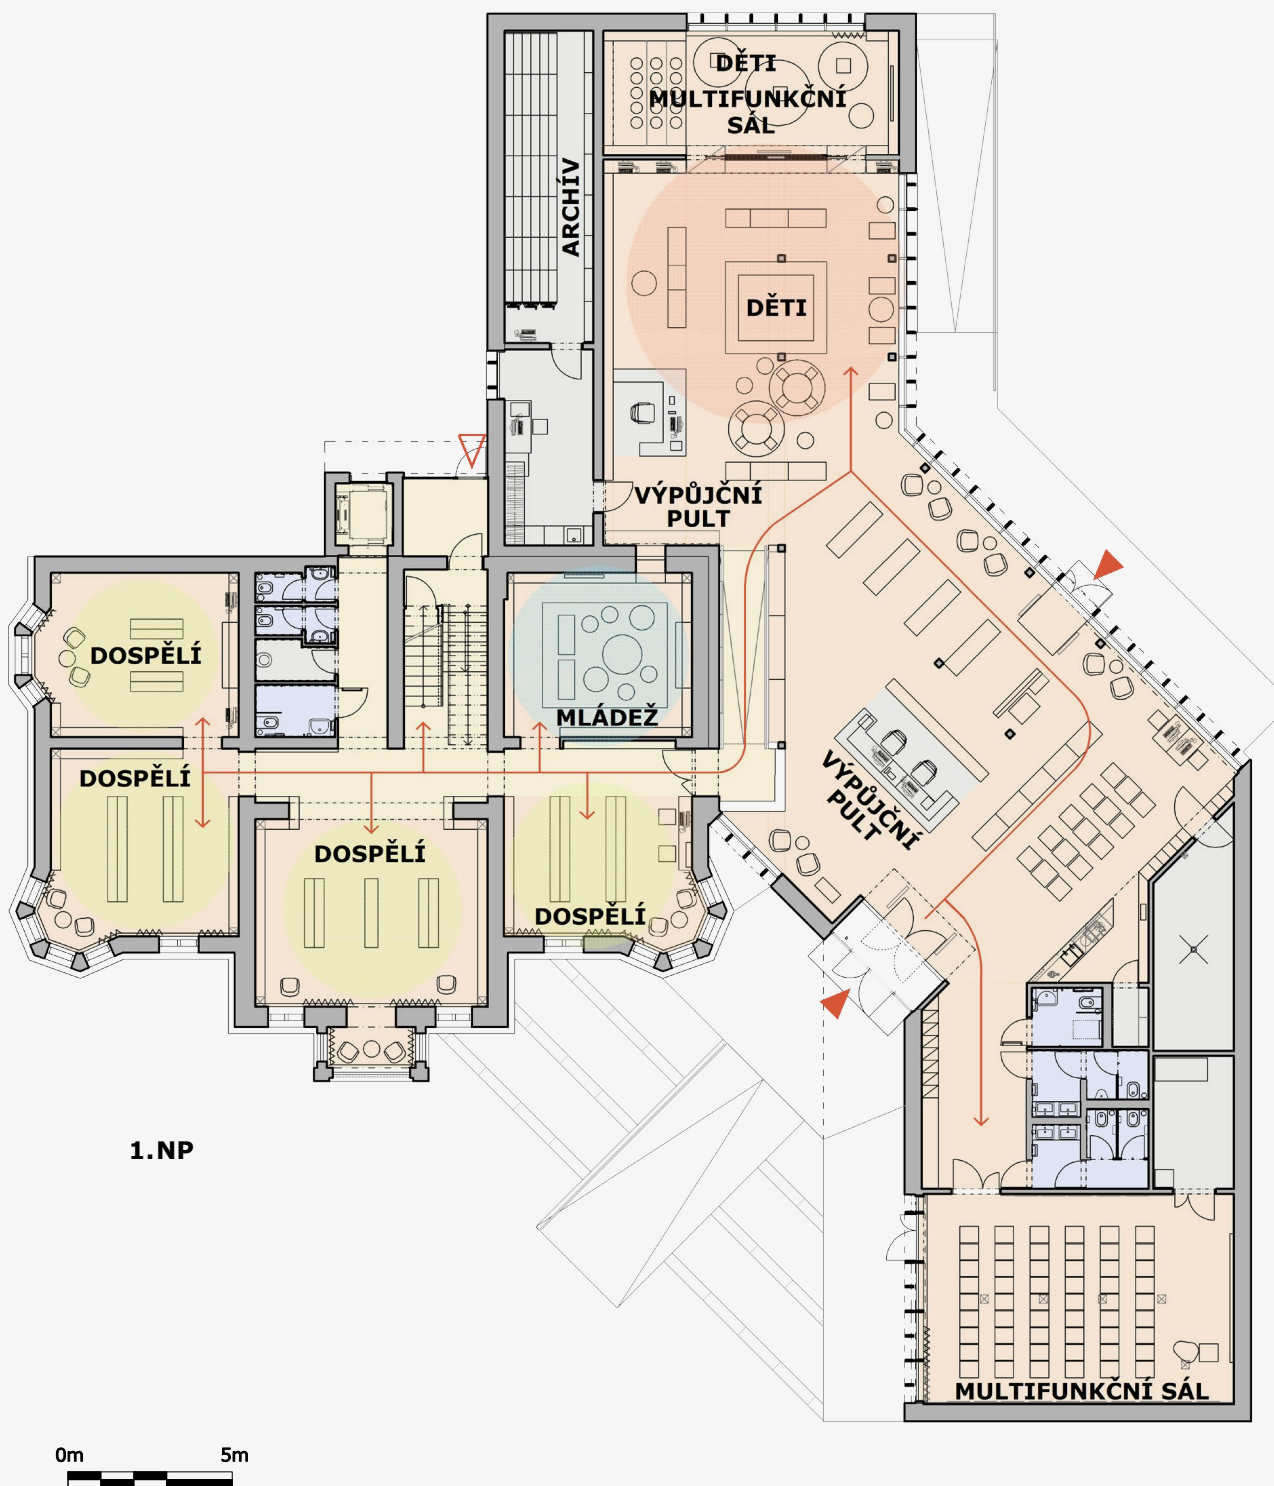 DĚTI
MULTIFUNKČNÍ
SÁL
ARCHÍV
DĚTI
VÝPŮJČNÍ
PULT
DOSPĚLÍ
MLÁDEŽ
DOSPĚLÍ
VÝPŮJČNÍ
PULT
DOSPĚLÍ
DOSPĚLÍ
1.NP
MULTIFUNKČNÍ SÁL
0m 5m